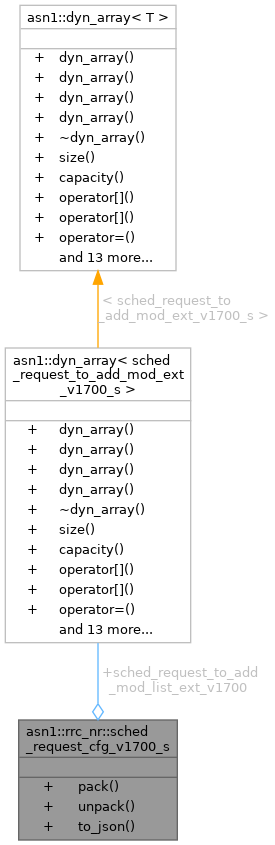 asn1::dyn_array< T >
+ dyn_array()
+ dyn_array()
+ dyn_array()
+ dyn_array()
+ ~dyn_array()
+ size()
+ capacity()
+ operator[]()
+ operator[]()
+ operator=()
and 13 more...
< sched_request_to
_add_mod_ext_v1700_s >
asn1::dyn_array< sched
_request_to_add_mod_ext
_v1700_s >
+ dyn_array()
+ dyn_array()
+ dyn_array()
+ dyn_array()
+ ~dyn_array()
+ size()
+ capacity()
+ operator[]()
+ operator[]()
+ operator=()
and 13 more...
+sched_request_to_add
_mod_list_ext_v1700
asn1::rrc_nr::sched
_request_cfg_v1700_s
+ pack()
+ unpack()
+ to_json()